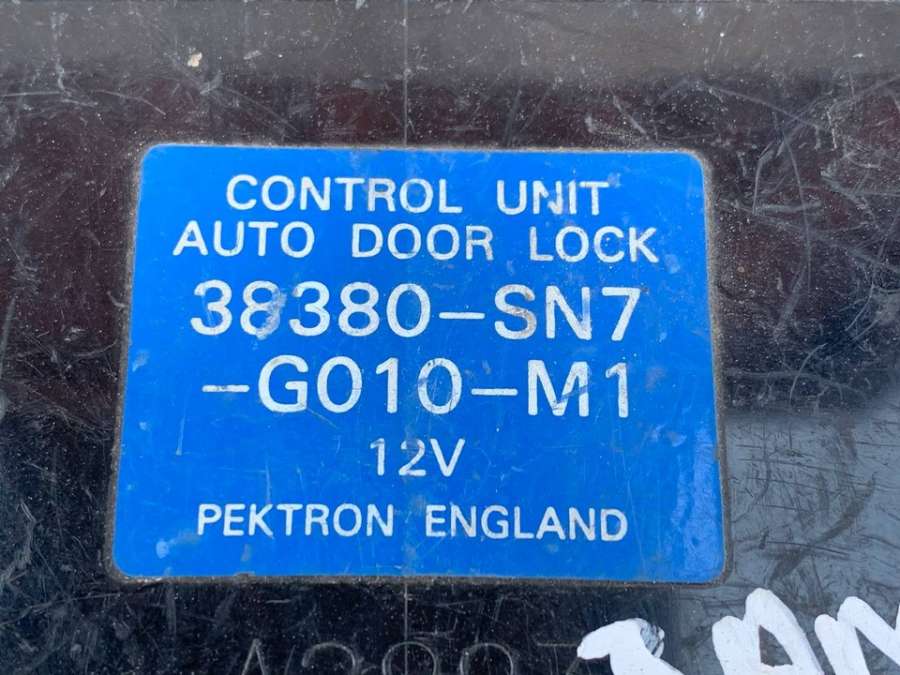 CONTROL UNIT
AUTO DOOR LOCK
38380-SN7
-G010-M1
12V
PEKTRON ENGLAND